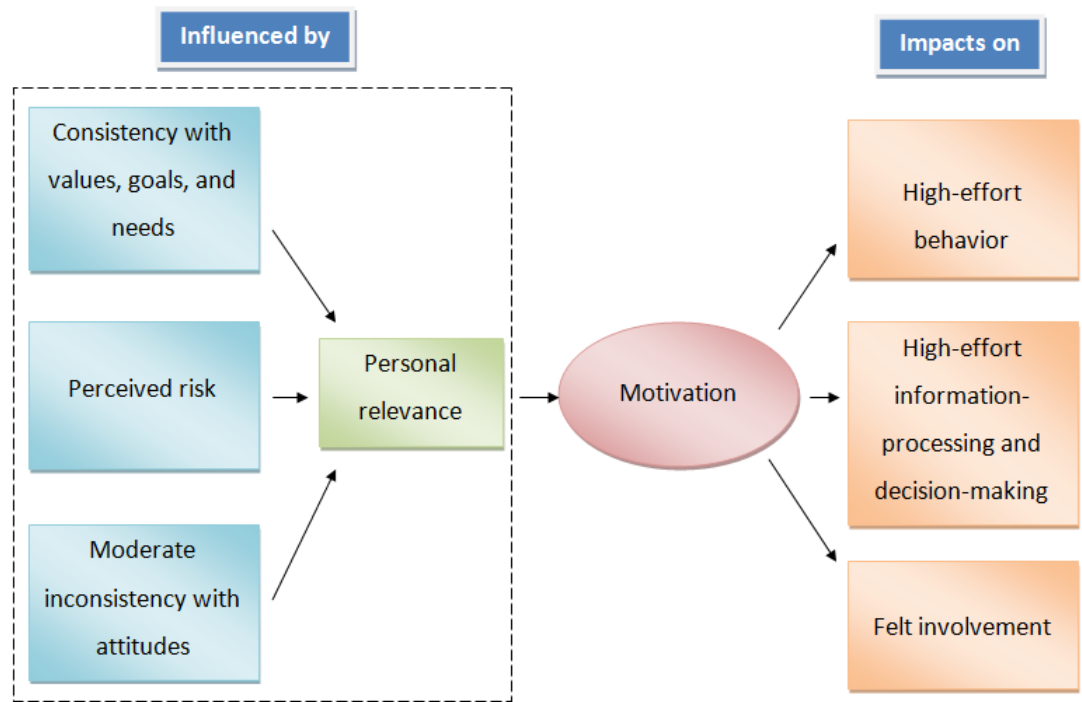 Influenced by
Impacts on
Consistency with
values, goals, and
needs
Perceived risk
Moderate
inconsistency with
attitudes
Personal
relevance
Motivation
High-effort
behavior
High-effort
information-
processing and
decision-making
Felt involvement